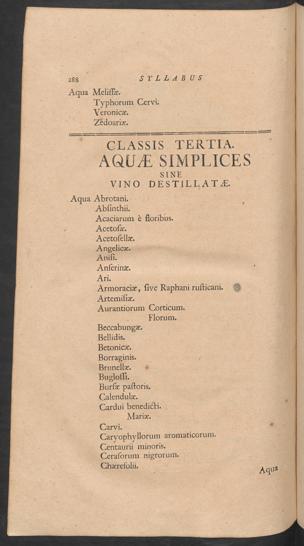 288 SYLLABUS
Aqua Melissæ.
Typhorum Cervi.
Veronicæ.
Zedoariæ.
CLASSIS TERTIA.
AQUÆ SIMPLICES
SINE
VINO DESTILLATÆ.
Aqua Abrotani.
Absinthii.
Acaciarum è floribus.
Acetosæ.
Acetosellæ.
Angelicæ.
Anisi.
Anserinæ.
Ari.
Armoraciæ, sive Raphani rusticani.
Artemisiæ.
Aurantiorum Corticum.
Florum.
Beccabungæ.
Bellidis.
Betonicæ.
Borraginis.
Brunellæ.
Buglossi.
Bursæ pastoris.
Calendulæ.
Cardui benedicti.
Mariæ.
Carvi.
Caryophyllorum aromaticorum.
Centaurii minoris.
Cerasorum nigrorum.
Chærefolii.
Aqua